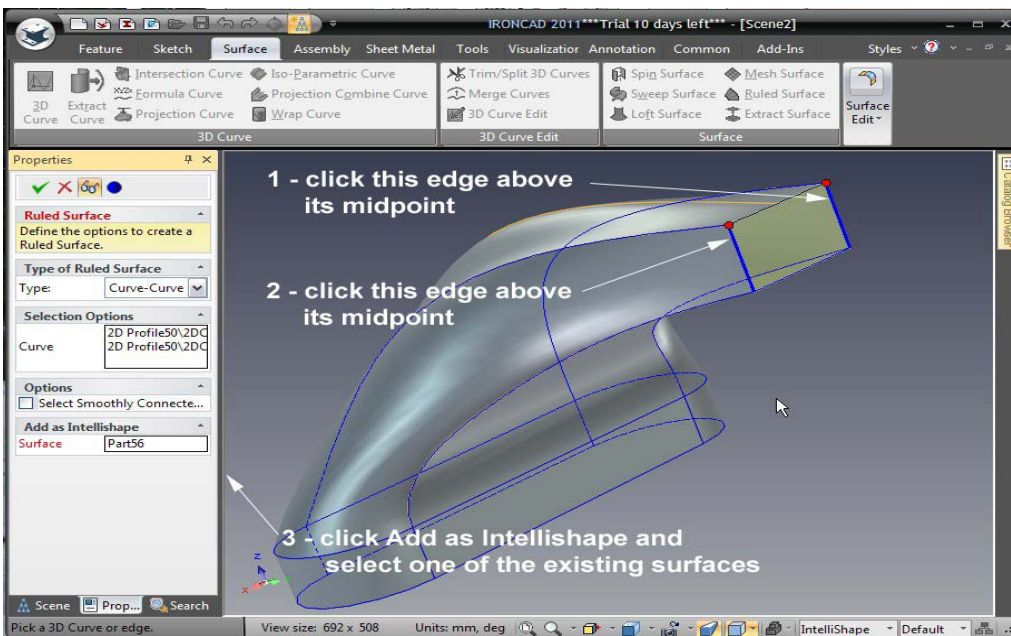 IRONCAD 2011***Trial 10 days left*** - [Scene2]
Feature Sketch Surface Assembly Sheet Metal Tools Visualization Annotation Common Add-Ins Styles
3D Curve
Extract Curve
Intersection Curve
Formula Curve
Projection Curve
Iso-Parametric Curve
Projection Combine Curve
Wrap Curve
3D Curve
Trim/Split 3D Curves
Merge Curves
3D Curve Edit
3D Curve Edit
Spin Surface
Sweep Surface
Loft Surface
Mesh Surface
Ruled Surface
Extract Surface
Surface
Surface Edit
Properties
Ruled Surface
Define the options to create a
Ruled Surface.
Type of Ruled Surface
Type: Curve-Curve
Selection Options
Curve
2D Profile50\2DC
2D Profile50\2DC
Options
Select Smoothly Connecte...
Add as Intellishape
Surface Part56
1 - click this edge above
its midpoint
2 - click this edge above
its midpoint
3 - click Add as Intellishape and
select one of the existing surfaces
z
x
Catalog Browser
Scene Prop... Search
Pick a 3D Curve or edge. View size: 692 x 508 Units: mm, deg IntelliShape Default